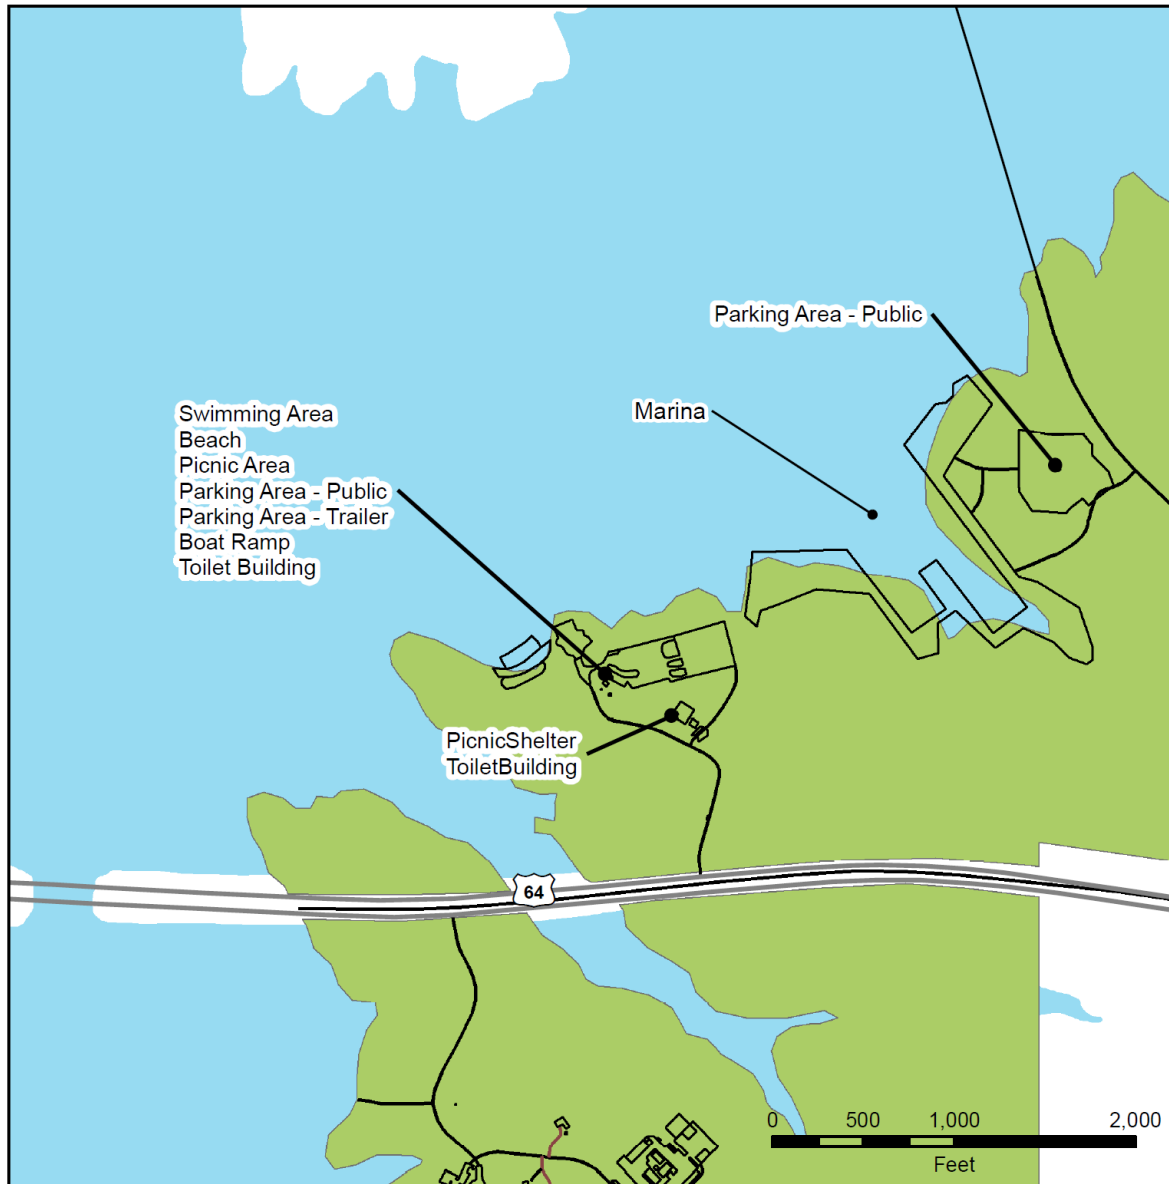 Parking Area - Public
Marina
Swimming Area
Beach
Picnic Area
Parking Area - Public
Parking Area - Trailer
Boat Ramp
Toilet Building
PicnicShelter
ToiletBuilding
64
0 500 1,000 2,000
Feet